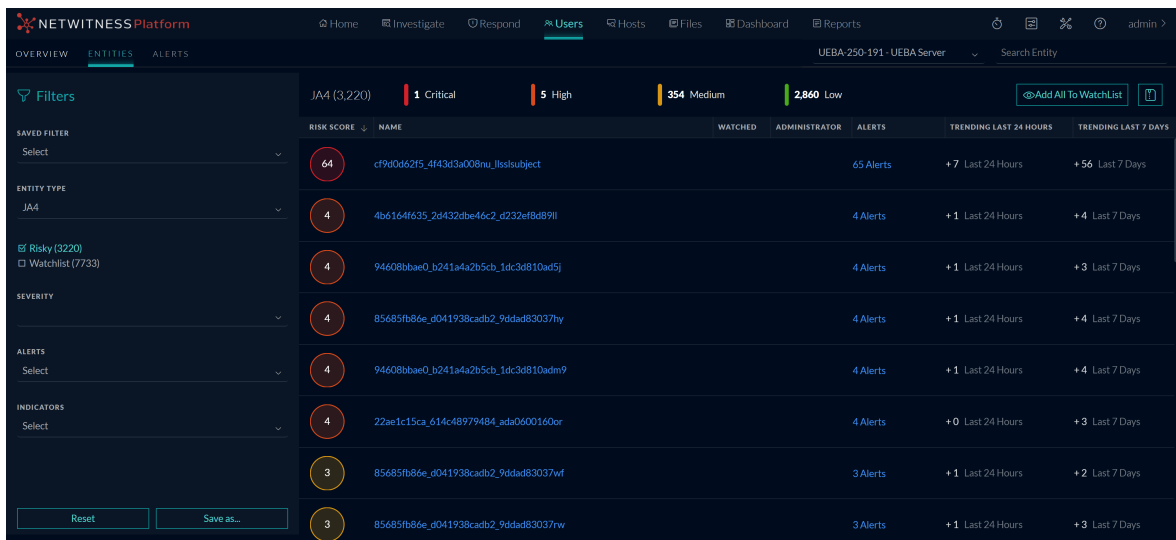 NETWITNESS Platform
Home Investigate Respond Users Hosts Files Dashboard Reports admin >
OVERVIEW ENTITIES ALERTS UEBA-250-191 - UEBA Server Search Entity
Filters
SAVED FILTER
Select
ENTITY TYPE
JA4
Risky (3220)
Watchlist (7733)
SEVERITY
ALERTS
Select
INDICATORS
Select
Reset Save as...
JA4 (3,220) 1 Critical 5 High 354 Medium 2,860 Low Add All To WatchList
RISK SCORE NAME WATCHED ADMINISTRATOR ALERTS TRENDING LAST 24 HOURS TRENDING LAST 7 DAYS
64 cf9d0d62f5_4f43d3a008nu_llsslsubject 65 Alerts +7 Last 24 Hours +56 Last 7 Days
4 4b6164f635_2d432dbe46c2_d232ef8d89ll 4 Alerts +1 Last 24 Hours +4 Last 7 Days
4 94608bbae0_b241a4a2b5cb_1dc3d810ad5j 4 Alerts +1 Last 24 Hours +3 Last 7 Days
4 85685fb86e_d041938cadb2_9ddad83037hy 4 Alerts +1 Last 24 Hours +4 Last 7 Days
4 94608bbae0_b241a4a2b5cb_1dc3d810adm9 4 Alerts +1 Last 24 Hours +4 Last 7 Days
4 22ae1c15ca_614c48979484_ada0600160or 4 Alerts +0 Last 24 Hours +3 Last 7 Days
3 85685fb86e_d041938cadb2_9ddad83037wf 3 Alerts +1 Last 24 Hours +2 Last 7 Days
3 85685fb86e_d041938cadb2_9ddad83037rw 3 Alerts +1 Last 24 Hours +3 Last 7 Days